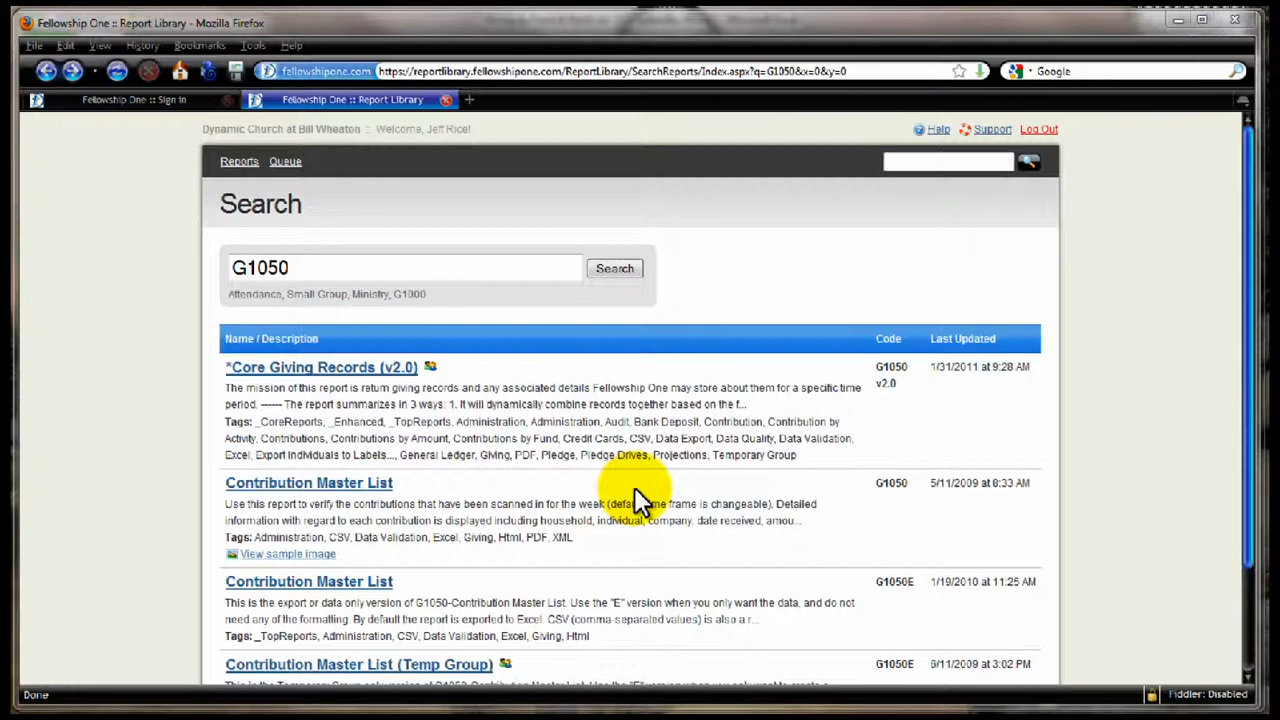 Fellowship One :: Report Library - Mozilla Firefox
File Edit View History Bookmarks Tools Help
fellowshipone.com https://reportlibrary.fellowshipone.com/ReportLibrary/SearchReports/Index.aspx?q=G1050&x=0&y=0 Google
Fellowship One :: Sign in Fellowship One :: Report Library
Dynamic Church at Bill Wheaton :: Welcome, Jeff Rice! Help Support Log Out
Reports Queue
Search
G1050 Search
Attendance, Small Group, Ministry, G1000
Name / Description Code Last Updated
*Core Giving Records (v2.0) G1050 1/31/2011 at 9:28 AM
v2.0
The mission of this report is return giving records and any associated details Fellowship One may store about them for a specific time
period. ------ The report summarizes in 3 ways: 1. It will dynamically combine records together based on the f...
Tags: _CoreReports, _Enhanced, _TopReports, Administration, Administration, Audit, Bank Deposit, Contribution, Contribution by
Activity, Contributions, Contributions by Amount, Contributions by Fund, Credit Cards, CSV, Data Export, Data Quality, Data Validation,
Excel, Export Individuals to Labels..., General Ledger, Giving, PDF, Pledge, Pledge Drives, Projections, Temporary Group
Contribution Master List G1050 5/11/2009 at 8:33 AM
Use this report to verify the contributions that have been scanned in for the week (defau me frame is changeable). Detailed
information with regard to each contribution is displayed including household, individual, company, date received, amou...
Tags: Administration, CSV, Data Validation, Excel, Giving, Html, PDF, XML
View sample image
Contribution Master List G1050E 1/19/2010 at 11:25 AM
This is the export or data only version of G1050-Contribution Master List. Use the "E" version when you only want the data, and do not
need any of the formatting. By default the report is exported to Excel. CSV (comma-separated values) is also a r...
Tags: _TopReports, Administration, CSV, Data Validation, Excel, Giving, Html
Contribution Master List (Temp Group) G1050E 6/11/2009 at 3:02 PM
Done Fiddler: Disabled